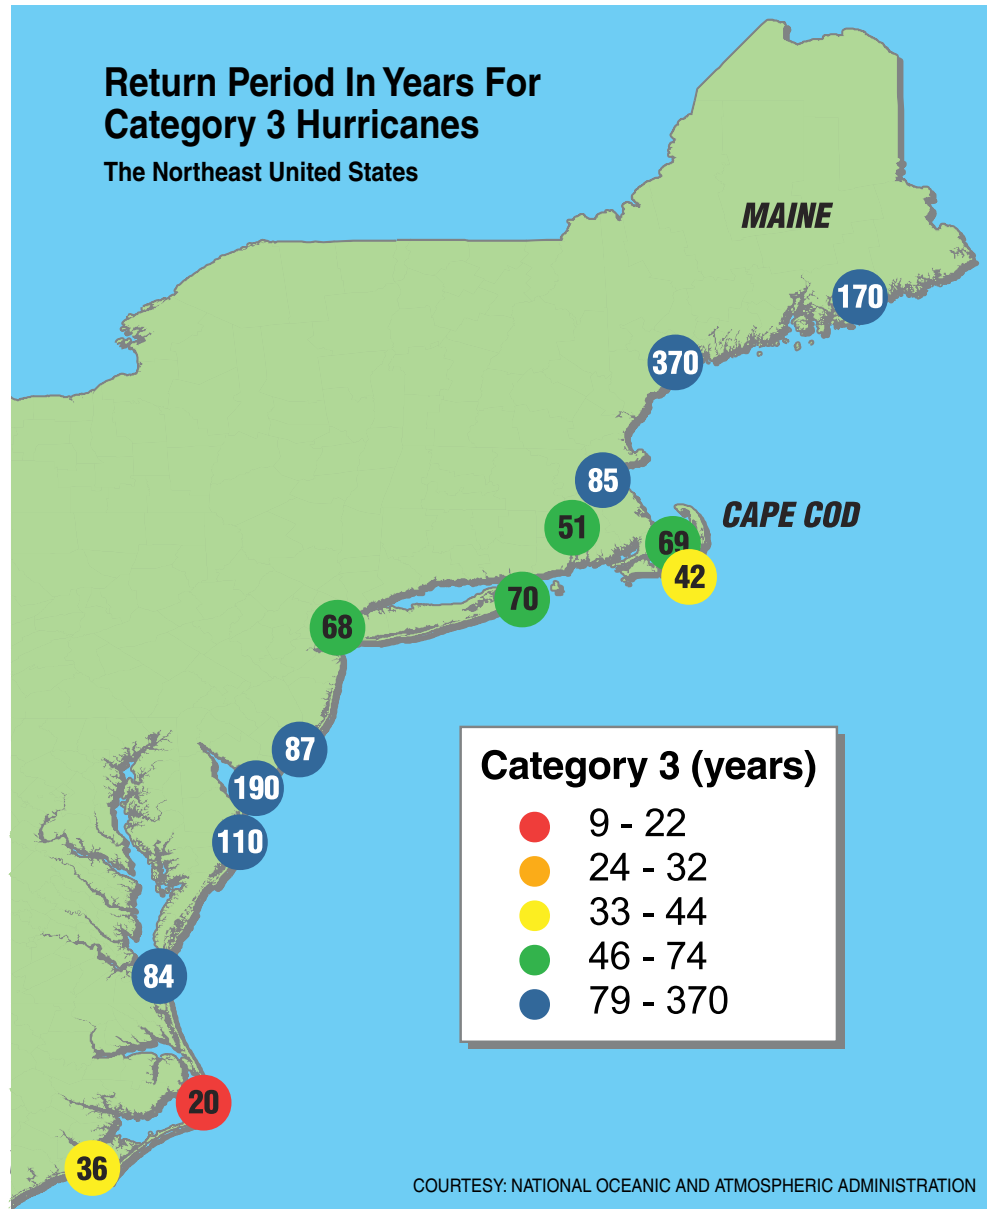 Return Period In Years For
Category 3 Hurricanes
The Northeast United States
MAINE
170
370
85
CAPE COD
51
69
42
70
68
87
190
110
84
20
36
Category 3 (years)
9 - 22
24 - 32
33 - 44
46 - 74
79 - 370
COURTESY: NATIONAL OCEANIC AND ATMOSPHERIC ADMINISTRATION